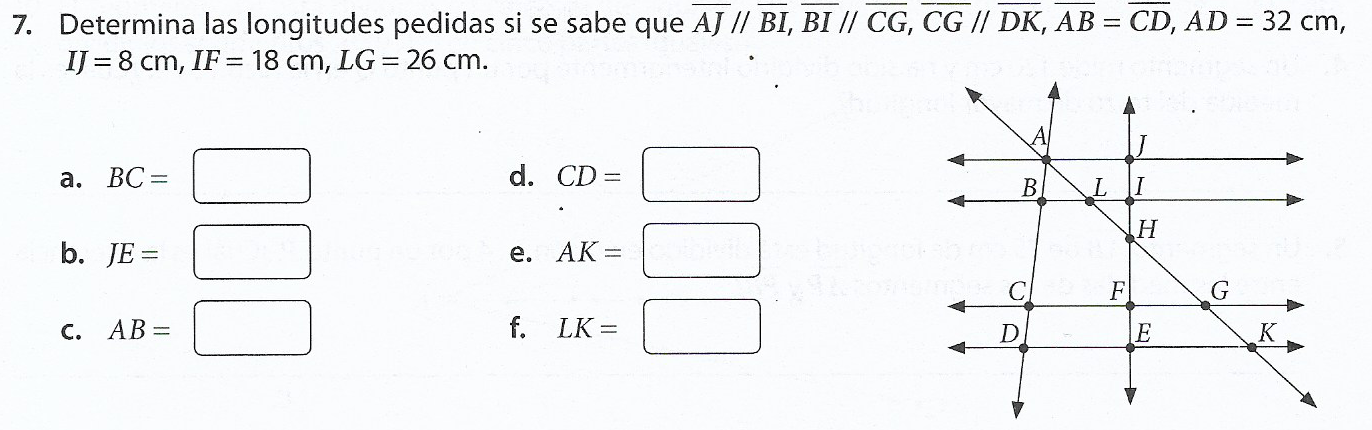 7. Determina las longitudes pedidas si se sabe que AJ // BI, BI // CG, CG // DK, AB = CD, AD = 32 cm,
IJ = 8 cm, IF = 18 cm, LG = 26 cm.
a. BC =
d. CD =
b. JE =
e. AK =
c. AB =
f. LK =
A
J
B
L
I
H
C
F
G
D
E
K